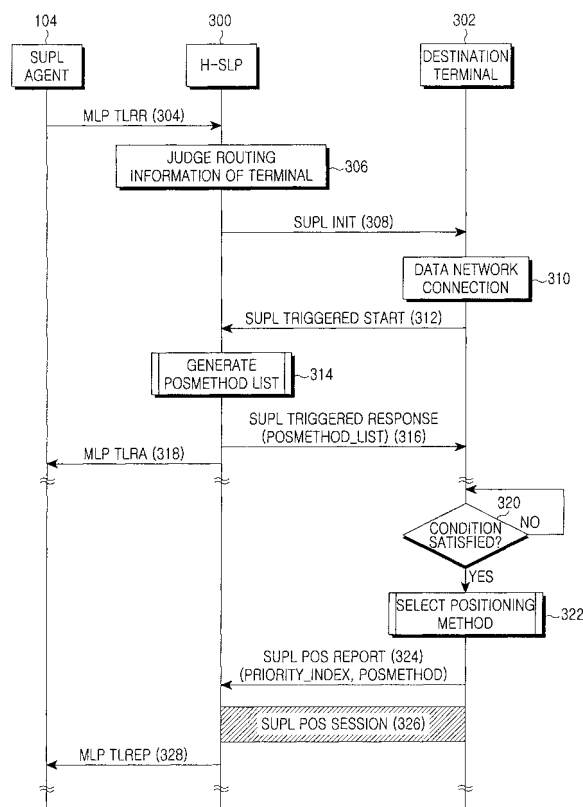 104
300
302
SUPL
AGENT
H-SLP
DESTINATION
TERMINAL
MLP TLRR (304)
JUDGE ROUTING
INFORMATION OF TERMINAL
306
SUPL INIT (308)
DATA NETWORK
CONNECTION
310
SUPL TRIGGERED START (312)
GENERATE
POSMETHOD LIST
314
SUPL TRIGGERED RESPONSE
(POSMETHOD_LIST) (316)
MLP TLRA (318)
320
CONDITION
SATISFIED?
NO
YES
SELECT POSITIONING
METHOD
322
SUPL POS REPORT (324)
(PRIORITY_INDEX, POSMETHOD)
SUPL POS SESSION (326)
MLP TLREP (328)